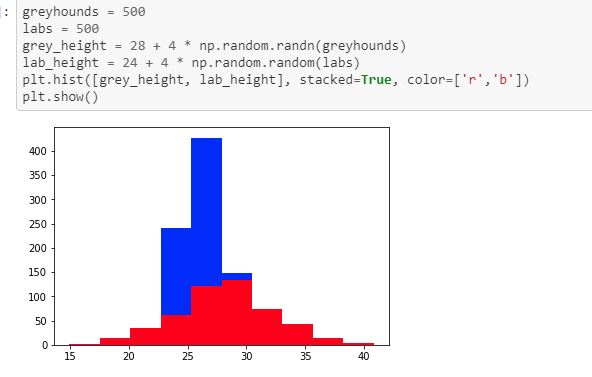 ]: greyhounds = 500
labs = 500
grey_height = 28 + 4 * np.random.randn(greyhounds)
lab_height = 24 + 4 * np.random.random(labs)
plt.hist([grey_height, lab_height], stacked=True, color=['r','b'])
plt.show()
400
350
300
250
200
150
100
50
0
15 20 25 30 35 40